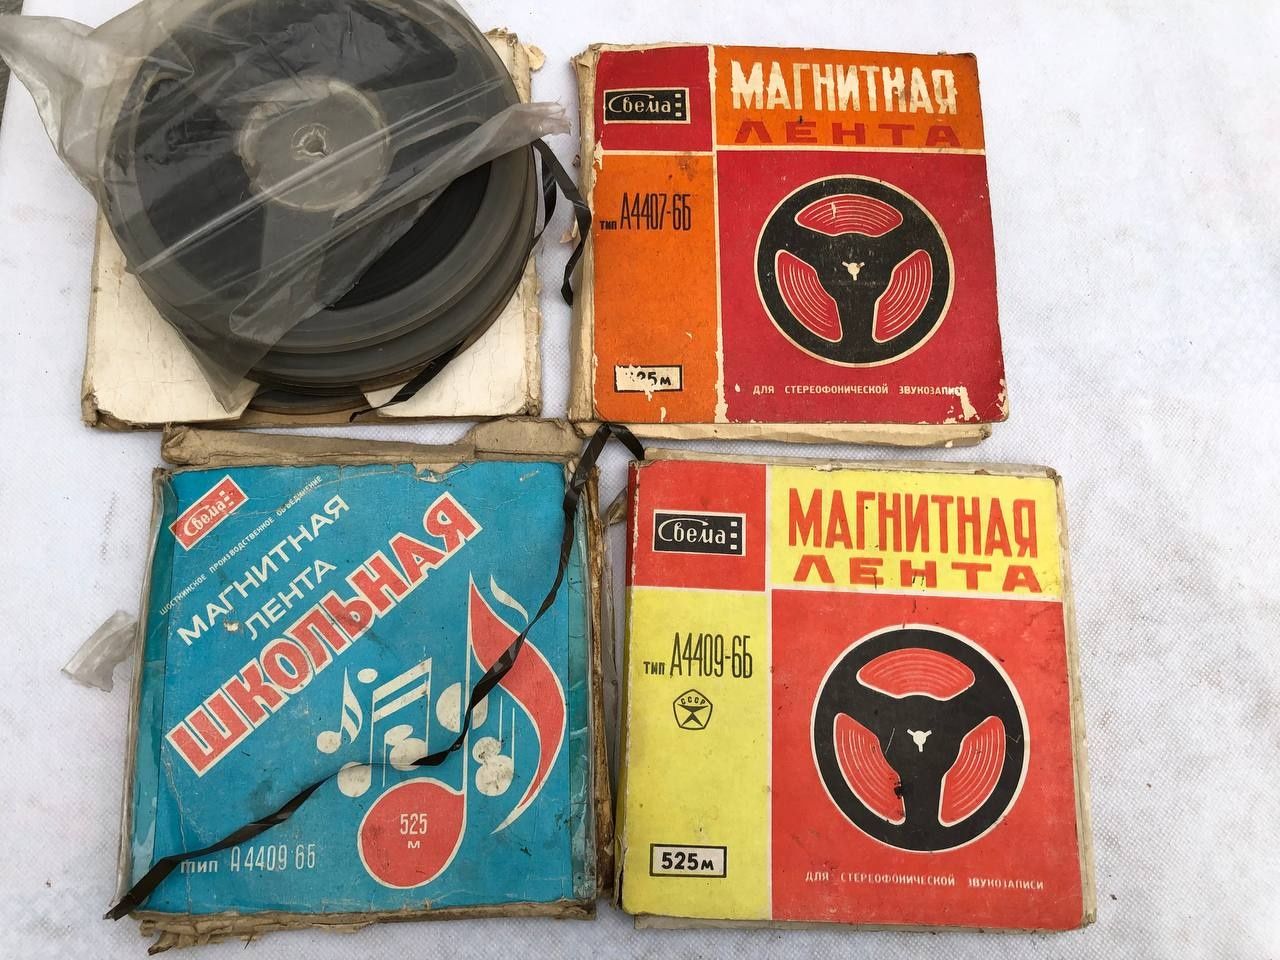 Свема
МАГНИТНАЯ
ЛЕНТА
тип А4407-6Б
525м
ДЛЯ СТЕРЕОФОНИЧЕСКОЙ ЗВУКОЗАПИСИ
Свема
ШОСТКИНСКОЕ ПРОИЗВОДСТВЕННОЕ ОБЪЕДИНЕНИЕ
МАГНИТНАЯ
ЛЕНТА
ШКОЛЬНАЯ
525
М
тип А4409 6Б
Свема
МАГНИТНАЯ
ЛЕНТА
тип А4409-6Б
СССР
525м
ДЛЯ СТЕРЕОФОНИЧЕСКОЙ ЗВУКОЗАПИСИ